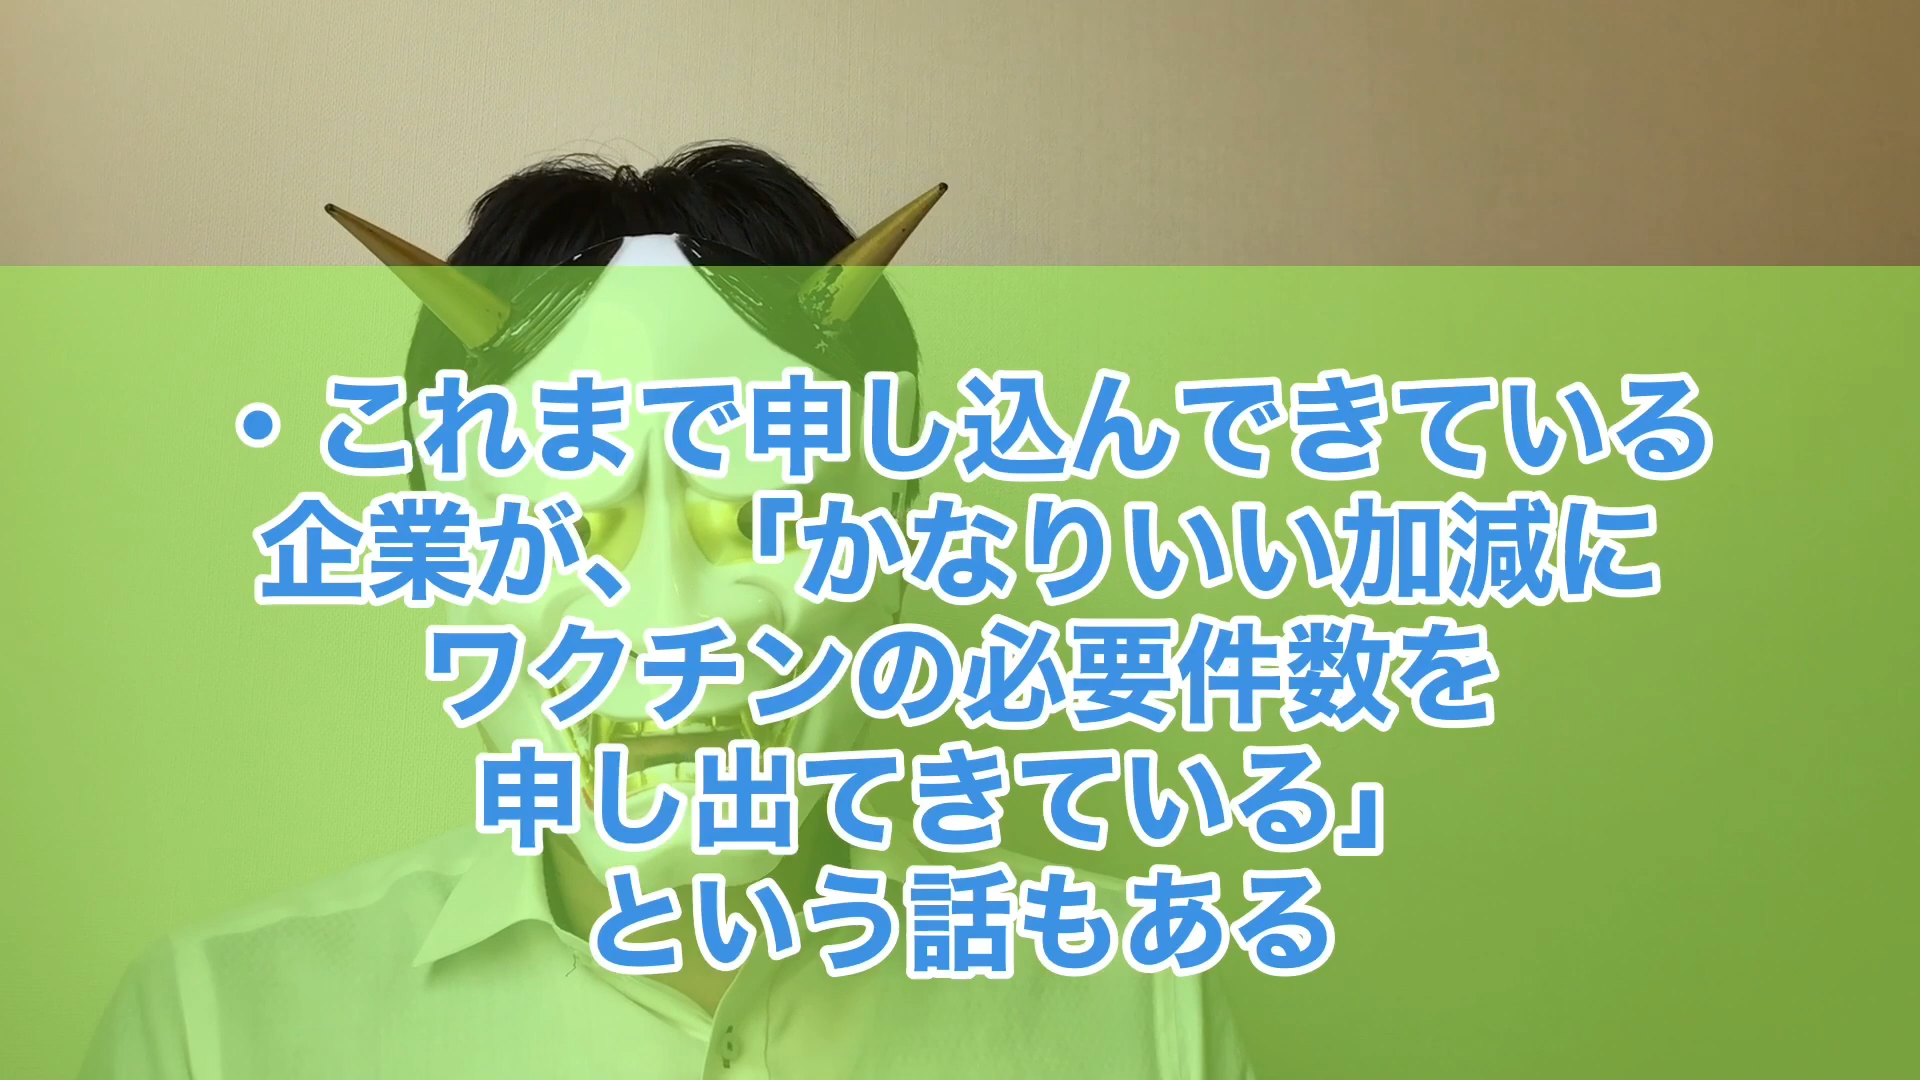 ・これまで申し込んできている
企業が、「かなりいい加減に
ワクチンの必要件数を
申し出てきている」
という話もある